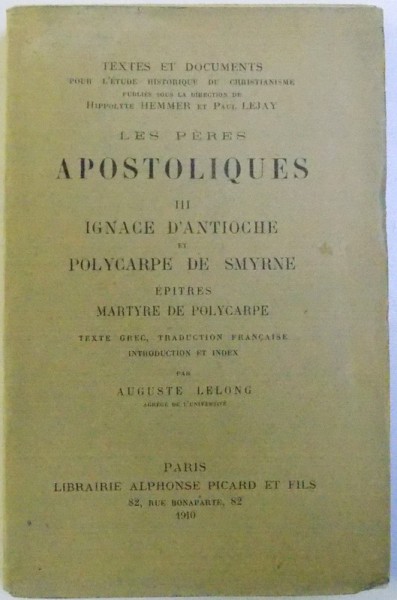 TEXTES ET DOCUMENTS
POUR L'ÉTUDE HISTORIQUE DU CHRISTIANISME
PUBLIÉS SOUS LA DIRECTION DE
HIPPOLYTE HEMMER ET PAUL LEJAY
LES PÈRES
APOSTOLIQUES
III
IGNACE D'ANTIOCHE
ET
POLYCARPE DE SMYRNE
ÉPITRES
MARTYRE DE POLYCARPE
TEXTE GREC, TRADUCTION FRANÇAISE
INTRODUCTION ET INDEX
PAR
AUGUSTE LELONG
AGRÉGÉ DE L'UNIVERSITÉ
PARIS
LIBRAIRIE ALPHONSE PICARD ET FILS
82, RUE BONAPARTE, 82
1910